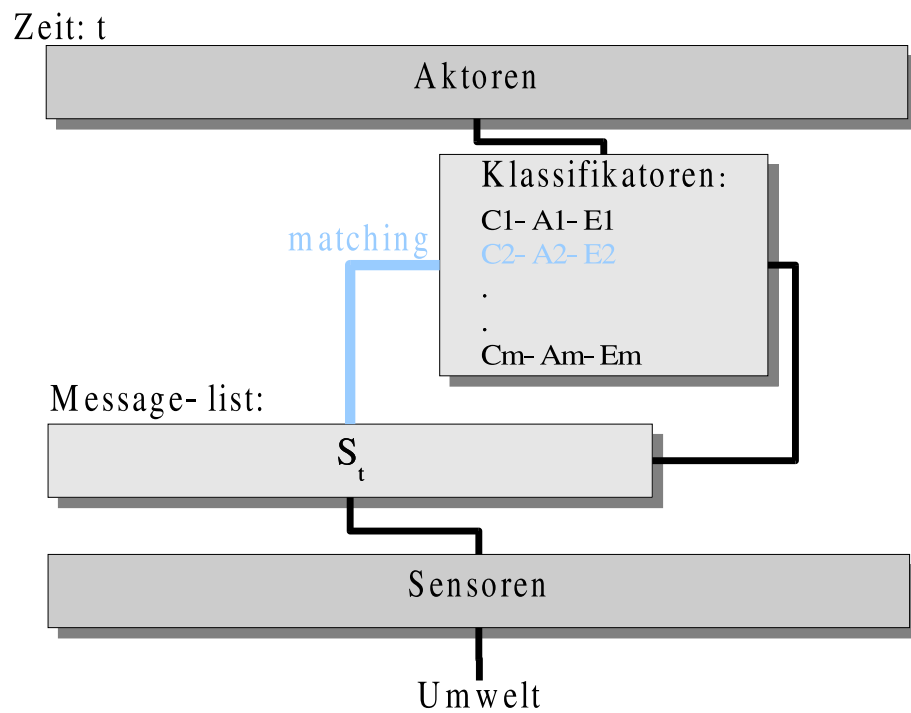 Zeit: t
Aktoren
Klassifikatoren:
C1- A1- E1
matching
C2- A2- E2
.
.
Cm- Am- Em
Message- list:
St
Sensoren
Umwelt